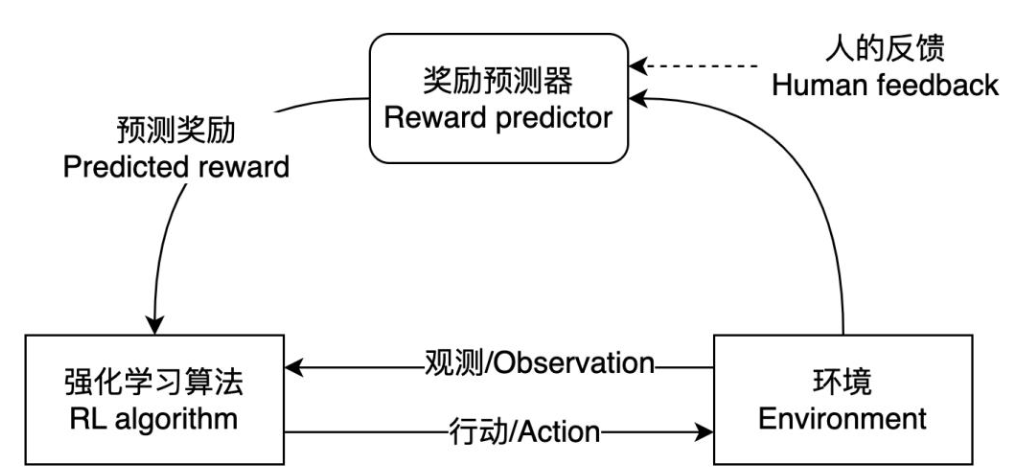 人的反馈
Human feedback
奖励预测器
Reward predictor
预测奖励
Predicted reward
强化学习算法
RL algorithm
观测/Observation
行动/Action
环境
Environment